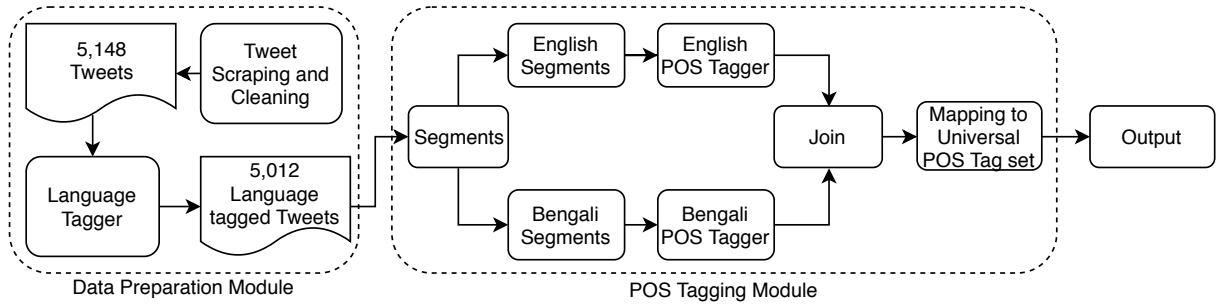 5,148
Tweets
Tweet
Scraping and
Cleaning
Language
Tagger
5,012
Language
tagged Tweets
Data Preparation Module
Segments
English
Segments
English
POS Tagger
Bengali
Segments
Bengali
POS Tagger
Join
Mapping to
Universal
POS Tag set
POS Tagging Module
Output